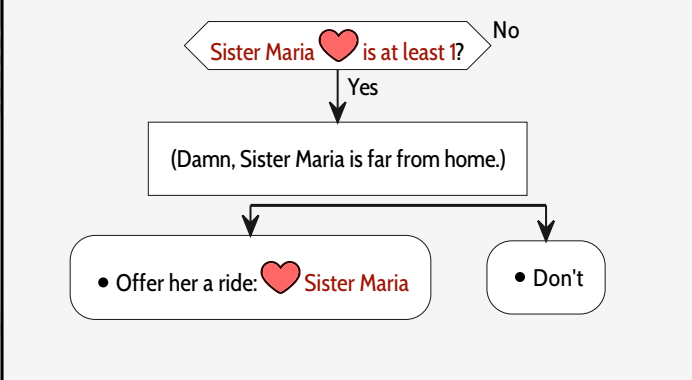 No
Sister Maria is at least 1?
Yes
(Damn, Sister Maria is far from home.)
• Offer her a ride: Sister Maria
• Don't